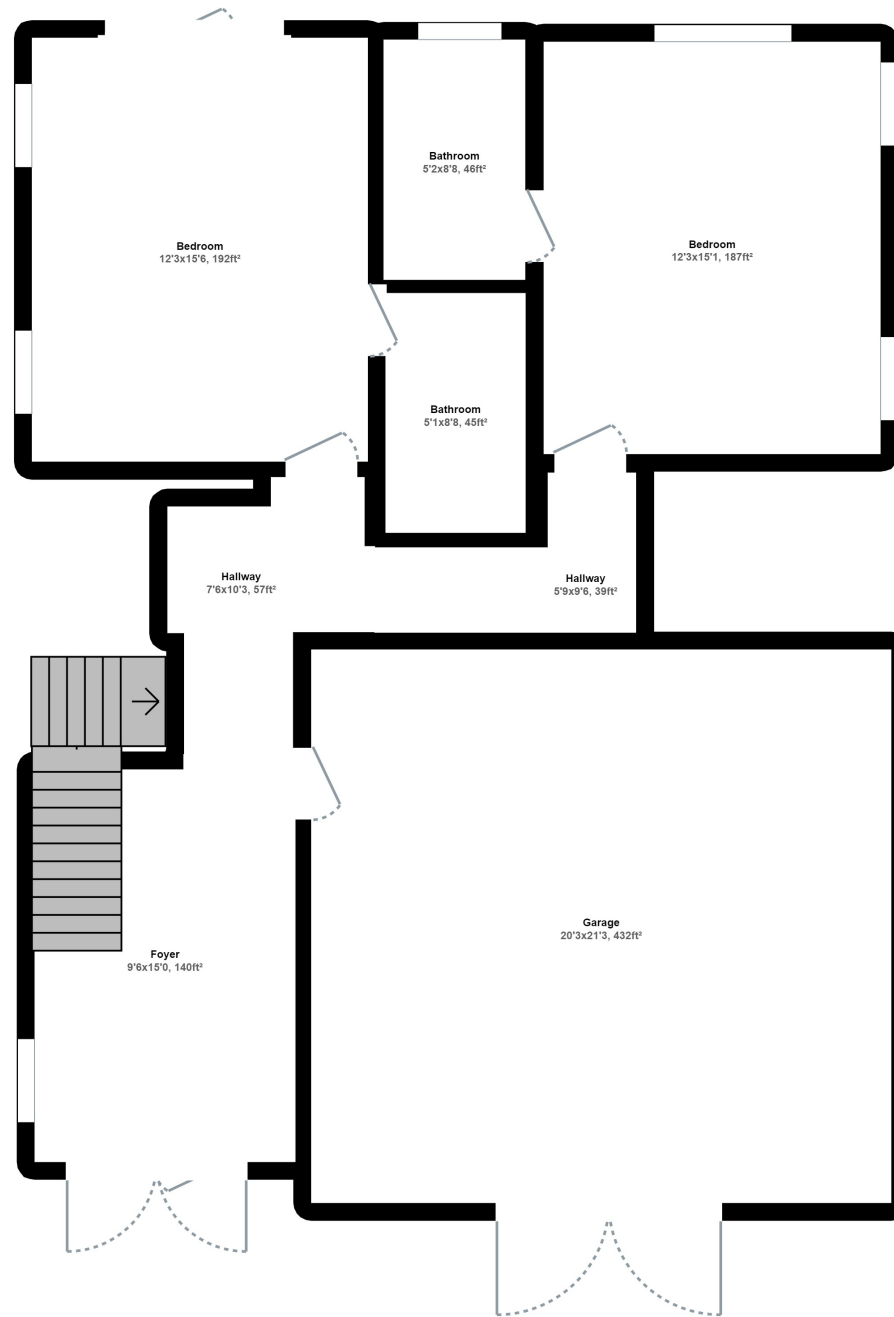 Bathroom
5'2x8'8, 46ft²
Bedroom
12'3x15'6, 192ft²
Bedroom
12'3x15'1, 187ft²
Bathroom
5'1x8'8, 45ft²
Hallway
7'6x10'3, 57ft²
Hallway
5'9x9'6, 39ft²
Garage
20'3x21'3, 432ft²
Foyer
9'6x15'0, 140ft²